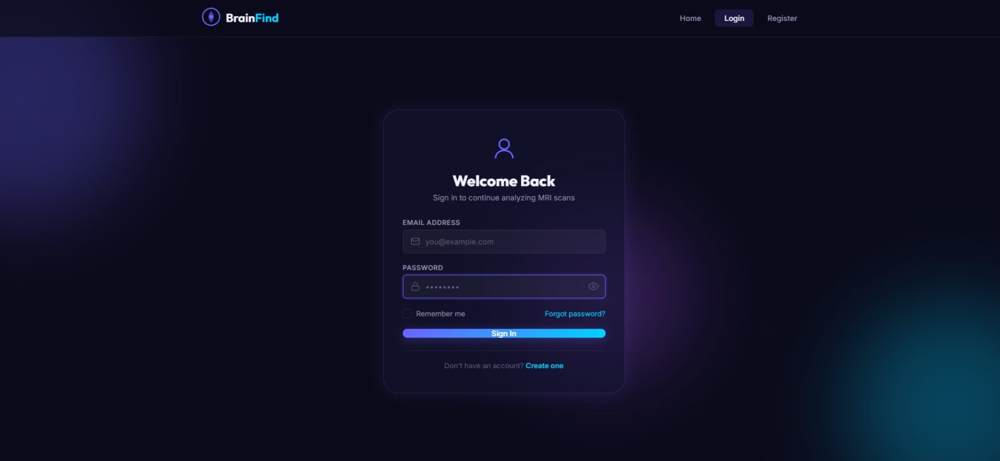 BrainFind
Home
Login
Register
Welcome Back
Sign in to continue analyzing MRI scans
EMAIL ADDRESS
you@example.com
PASSWORD
••••••••
Remember me
Forgot password?
Sign In
Don't have an account? Create one